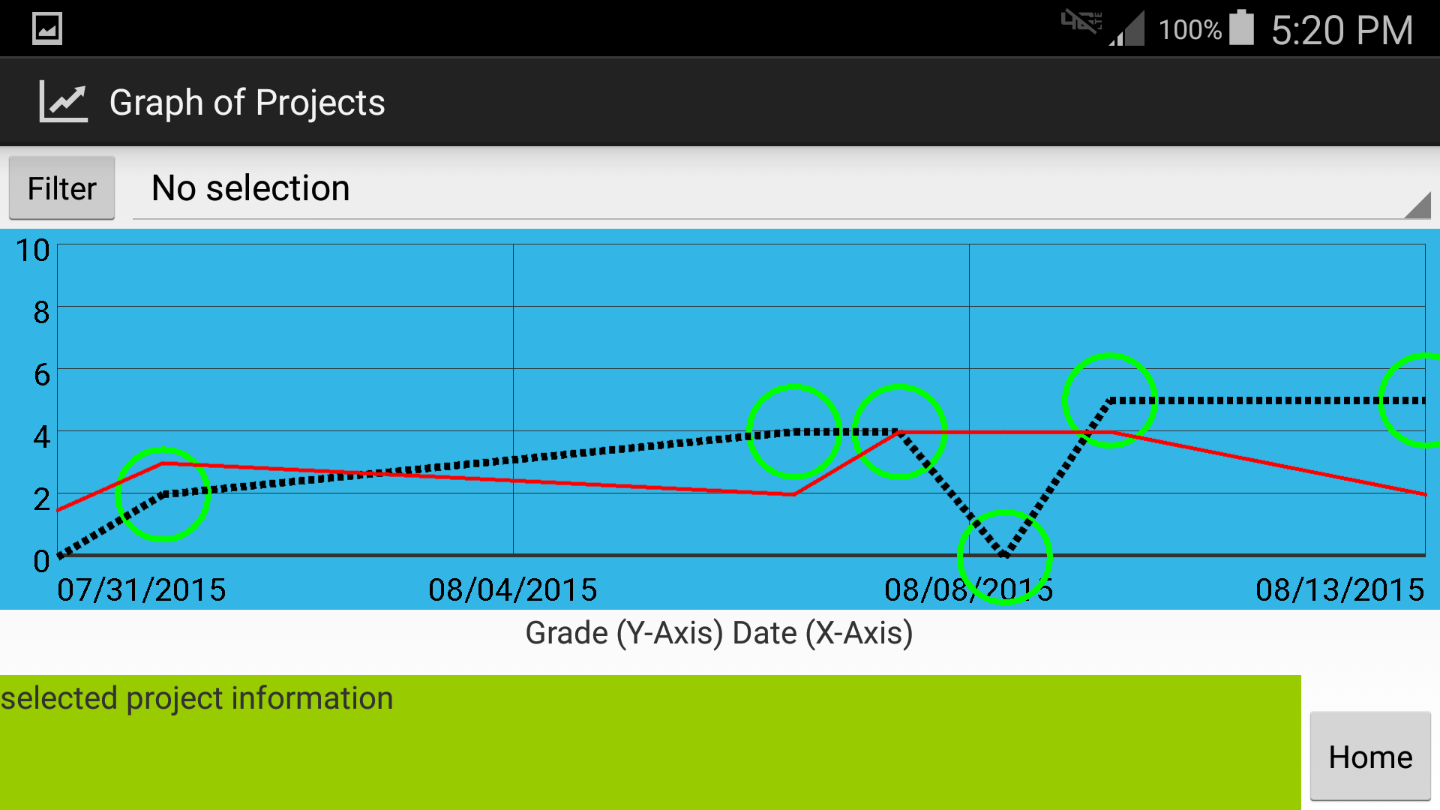 100% 5:20 PM
Graph of Projects
Filter No selection
10
8
6
4
2
0
07/31/2015 08/04/2015 08/08/2015 08/13/2015
Grade (Y-Axis) Date (X-Axis)
selected project information
Home